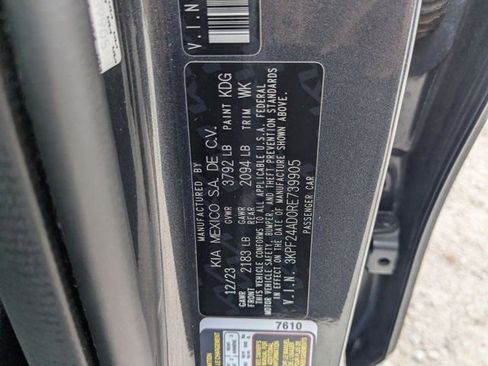 V.I.N
MANUFACTURED BY
KIA MEXICO S.A. DE C.V.
12/23 GVWR 3792 LB PAINT KDG
GAWR FRONT 2183 LB GAWR REAR 2094 LB TRIM WK
THIS VEHICLE CONFORMS TO ALL APPLICABLE U.S.A. FEDERAL
MOTOR VEHICLE SAFETY, BUMPER, AND THEFT PREVENTION STANDARDS
IN EFFECT ON THE DATE OF MANUFACTURE SHOWN ABOVE.
V.I.N. 3KPF24AD0RE739905
PASSENGER CAR
7610